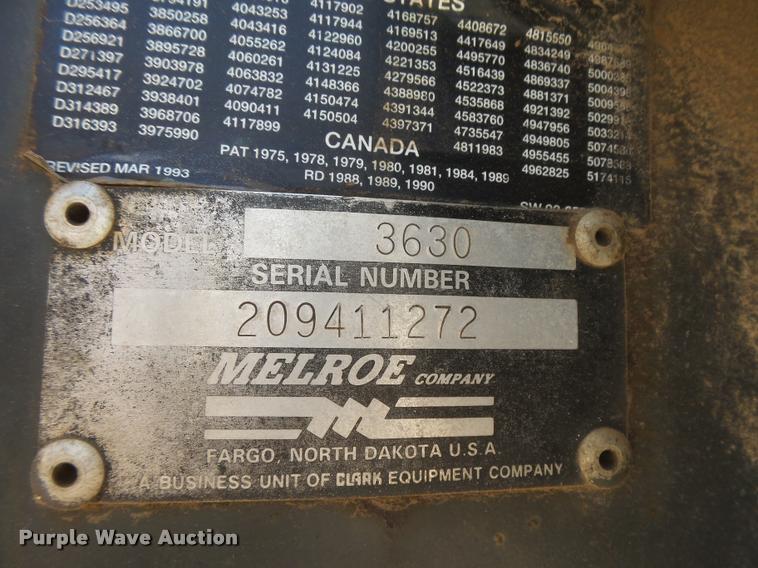 STATES
D253495 3850258 4043253 4117902 4168757 4408672 4815550
D256364 3866700 4043416 4117944 4169513 4417649 4834249
D256921 3895728 4055262 4122960 4200255 4495770 4836740
D271397 3903978 4060261 4124084 4221353 4516439 4869337
D295417 3924702 4063832 4131225 4279566 4522373 4881371
D312467 3938401 4074782 4148366 4388980 4535868 4921392
D314389 3968706 4090411 4150474 4391344 4583760 4947956
D316393 3975990 4117899 4150504 4397371 4735547 4949805
4811983 4955455
4962825 5174115
CANADA
PAT 1975, 1978, 1979, 1980, 1981, 1984, 1989
RD 1988, 1989, 1990
REVISED MAR 1993
MODEL 3630
SERIAL NUMBER
209411272
MELROE COMPANY
FARGO, NORTH DAKOTA U.S.A.
A BUSINESS UNIT OF CLARK EQUIPMENT COMPANY
Purple Wave Auction